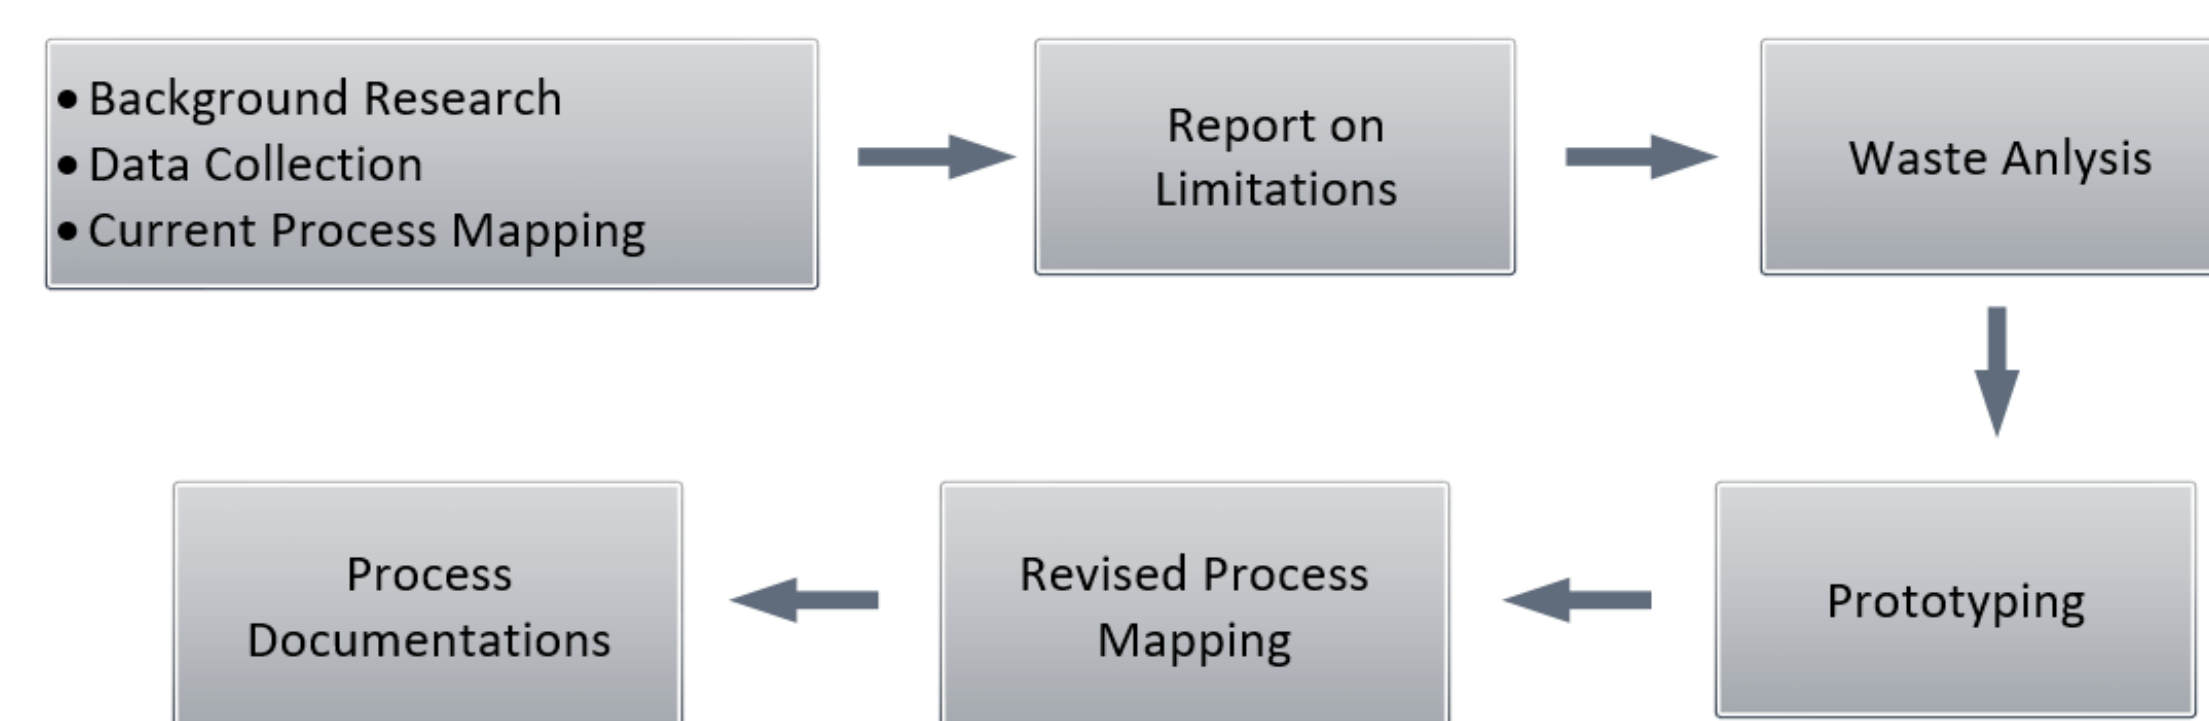 • Background Research
• Data Collection
• Current Process Mapping
Report on
Limitations
Waste Anlysis
Prototyping
Revised Process
Mapping
Process
Documentations